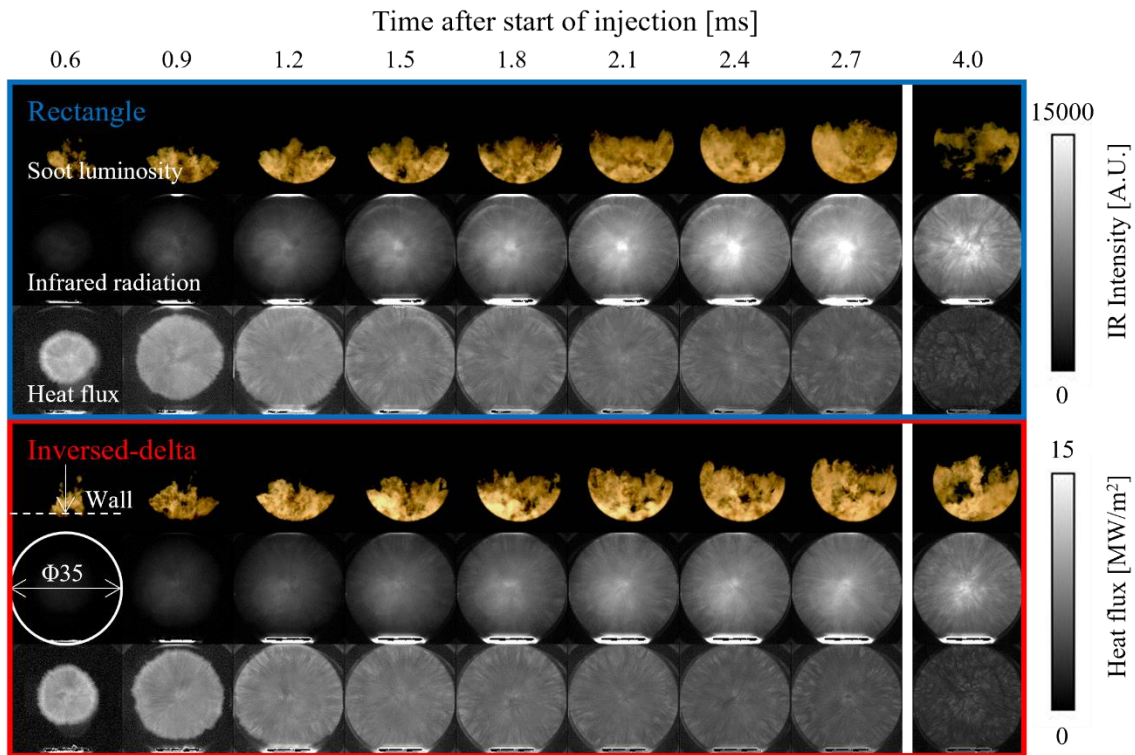 Time after start of injection [ms]
0.6 0.9 1.2 1.5 1.8 2.1 2.4 2.7 4.0
Rectangle
Soot luminosity
Infrared radiation
Heat flux
15000
IR Intensity [A.U.]
0
Inversed-delta
Wall
Φ35
15
Heat flux [MW/m²]
0